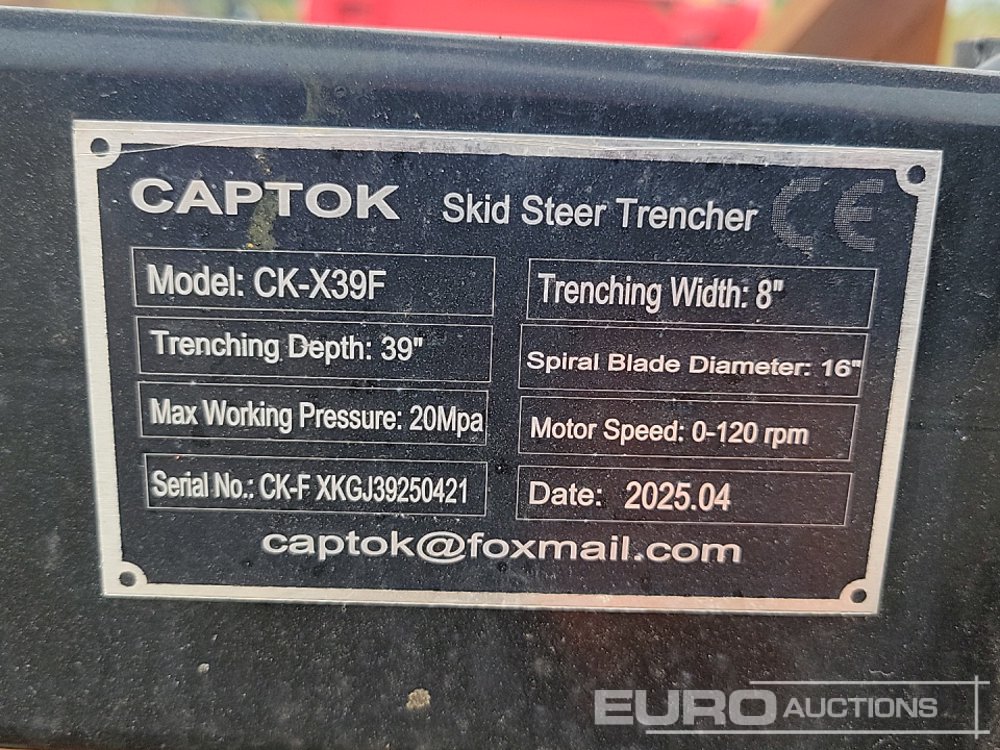 CAPTOK Skid Steer Trencher CE
Model: CK-X39F
Trenching Width: 8"
Trenching Depth: 39"
Spiral Blade Diameter: 16"
Max Working Pressure: 20Mpa
Motor Speed: 0-120 rpm
Serial No.: CK-F XKGJ39250421
Date: 2025.04
captok@foxmail.com
EURO AUCTIONS